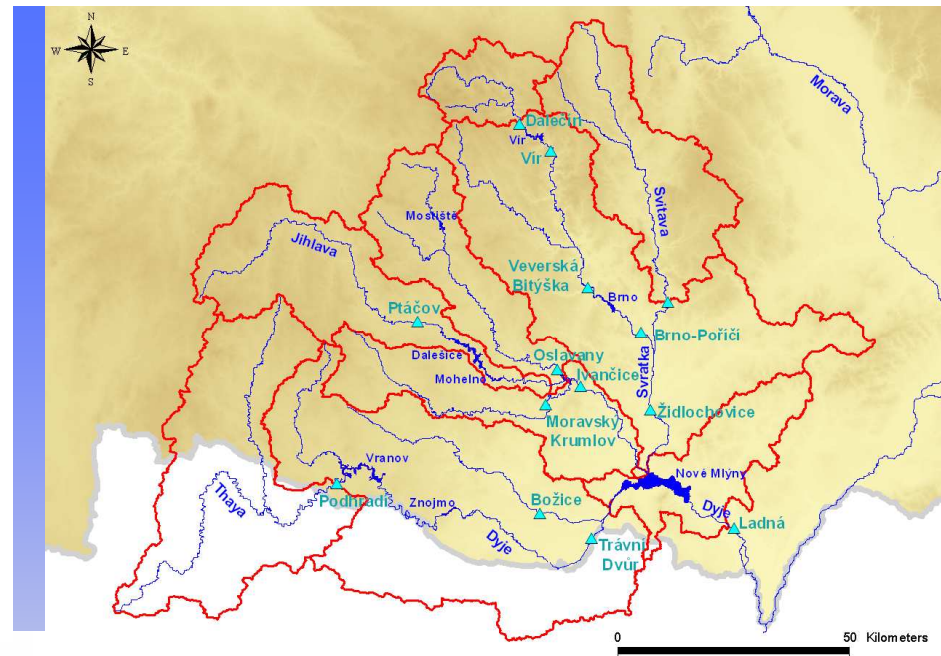 N
W
E
S
Morava
Dalečín
Vír
Vír
Svitava
Mostiště
Jihlava
Veverská
Bitýška
Brno
Ptáčov
Brno-Poříčí
Dalešice
Oslavany
Svratka
Mohelno
Ivančice
Moravský
Krumlov
Židlochovice
Vranov
Nové Mlýny
Thaya
Podhradí
Znojmo
Božice
Dyje
Ladná
Dyje
Trávní
Dvůr
0
50 Kilometers